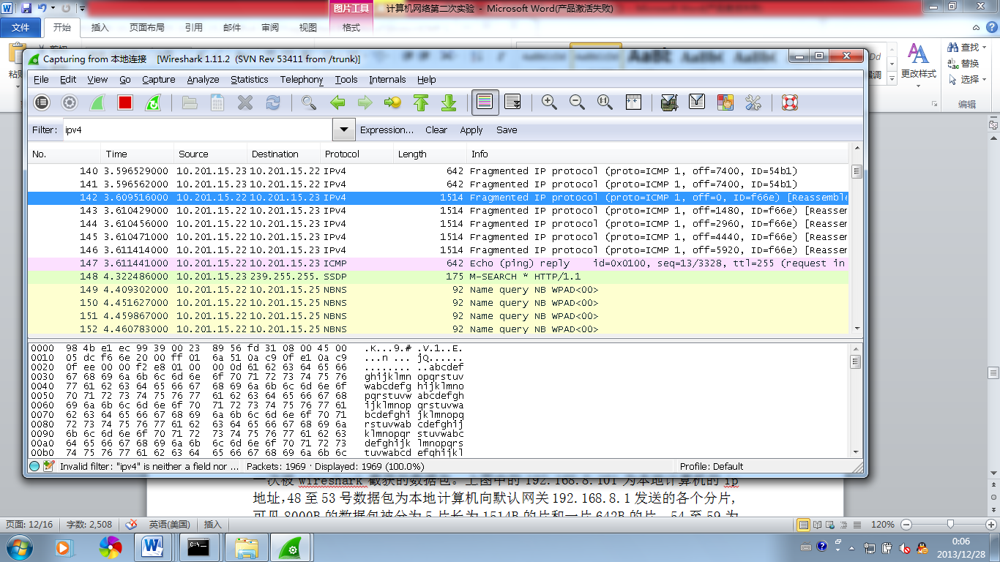 图片工具
计算机网络第二次实验 - Microsoft Word(产品激活失败)
文件 开始 插入 页面布局 引用 邮件 审阅 视图 格式
查找
替换
选择
更改样式
编辑
Capturing from 本地连接 [Wireshark 1.11.2 (SVN Rev 53411 from /trunk)]
File Edit View Go Capture Analyze Statistics Telephony Tools Internals Help
Filter: ipv4 Expression... Clear Apply Save
No. Time Source Destination Protocol Length Info
140 3.596529000 10.201.15.23 10.201.15.22 IPv4 642 Fragmented IP protocol (proto=ICMP 1, off=7400, ID=54b1)
141 3.596562000 10.201.15.23 10.201.15.22 IPv4 642 Fragmented IP protocol (proto=ICMP 1, off=7400, ID=54b1)
142 3.609516000 10.201.15.22 10.201.15.23 IPv4 1514 Fragmented IP protocol (proto=ICMP 1, off=0, ID=f66e) [Reassemble
143 3.610429000 10.201.15.22 10.201.15.23 IPv4 1514 Fragmented IP protocol (proto=ICMP 1, off=1480, ID=f66e) [Reassem
144 3.610456000 10.201.15.22 10.201.15.23 IPv4 1514 Fragmented IP protocol (proto=ICMP 1, off=2960, ID=f66e) [Reassem
145 3.610471000 10.201.15.22 10.201.15.23 IPv4 1514 Fragmented IP protocol (proto=ICMP 1, off=4440, ID=f66e) [Reassem
146 3.611414000 10.201.15.22 10.201.15.23 IPv4 1514 Fragmented IP protocol (proto=ICMP 1, off=5920, ID=f66e) [Reassem
147 3.611441000 10.201.15.22 10.201.15.23 ICMP 642 Echo (ping) reply id=0x0100, seq=13/3328, ttl=255 (request in
148 4.322486000 10.201.15.23 239.255.255. SSDP 175 M-SEARCH * HTTP/1.1
149 4.409302000 10.201.15.22 10.201.15.25 NBNS 92 Name query NB WPAD<00>
150 4.451627000 10.201.15.22 10.201.15.25 NBNS 92 Name query NB WPAD<00>
151 4.459867000 10.201.15.22 10.201.15.25 NBNS 92 Name query NB WPAD<00>
152 4.460783000 10.201.15.22 10.201.15.25 NBNS 92 Name query NB WPAD<00>
0000 98 4b e1 ec 99 39 00 23 89 56 fd 31 08 00 45 00 .K...9.# .V.1..E.
0010 05 dc f6 6e 20 00 ff 01 6a 51 0a c9 0f e1 0a c9 ...n ... jQ......
0020 0f ee 00 00 f2 e8 01 00 00 0d 61 62 63 64 65 66 ........ ..abcdef
0030 67 68 69 6a 6b 6c 6d 6e 6f 70 71 72 73 74 75 76 ghijklmn opqrstuv
0040 77 61 62 63 64 65 66 67 68 69 6a 6b 6c 6d 6e 6f wabcdefg hijklmno
0050 70 71 72 73 74 75 76 77 61 62 63 64 65 66 67 68 pqrstuvw abcdefgh
0060 69 6a 6b 6c 6d 6e 6f 70 71 72 73 74 75 76 77 61 ijklmnop qrstuvwa
0070 62 63 64 65 66 67 68 69 6a 6b 6c 6d 6e 6f 70 71 bcdefghi jklmnopq
0080 72 73 74 75 76 77 61 62 63 64 65 66 67 68 69 6a rstuvwab cdefghij
0090 6b 6c 6d 6e 6f 70 71 72 73 74 75 76 77 61 62 63 klmnopqr stuvwabc
00a0 64 65 66 67 68 69 6a 6b 6c 6d 6e 6f 70 71 72 73 defghijk lmnopqrs
00b0 74 75 76 77 61 62 63 64 65 66 67 68 69 6a 6b 6c tuvwabcd efghijkl
Invalid filter: "ipv4" is neither a field nor ... Packets: 1969 · Displayed: 1969 (100.0%) Profile: Default
一次被 wireshark 截获的数据包。上图中的 192.168.8.101 为本地计算机的 ip
地址,48 至 53 号数据包为本地计算机向默认网关 192.168.8.1 发送的各个分片,
可见 8000B 的数据包被分为 5 片长为 1514B 的片和一片 642B 的片。54 至 59 为
页面: 12/16 字数: 2,508 英语(美国) 插入 120%
0:06
2013/12/28